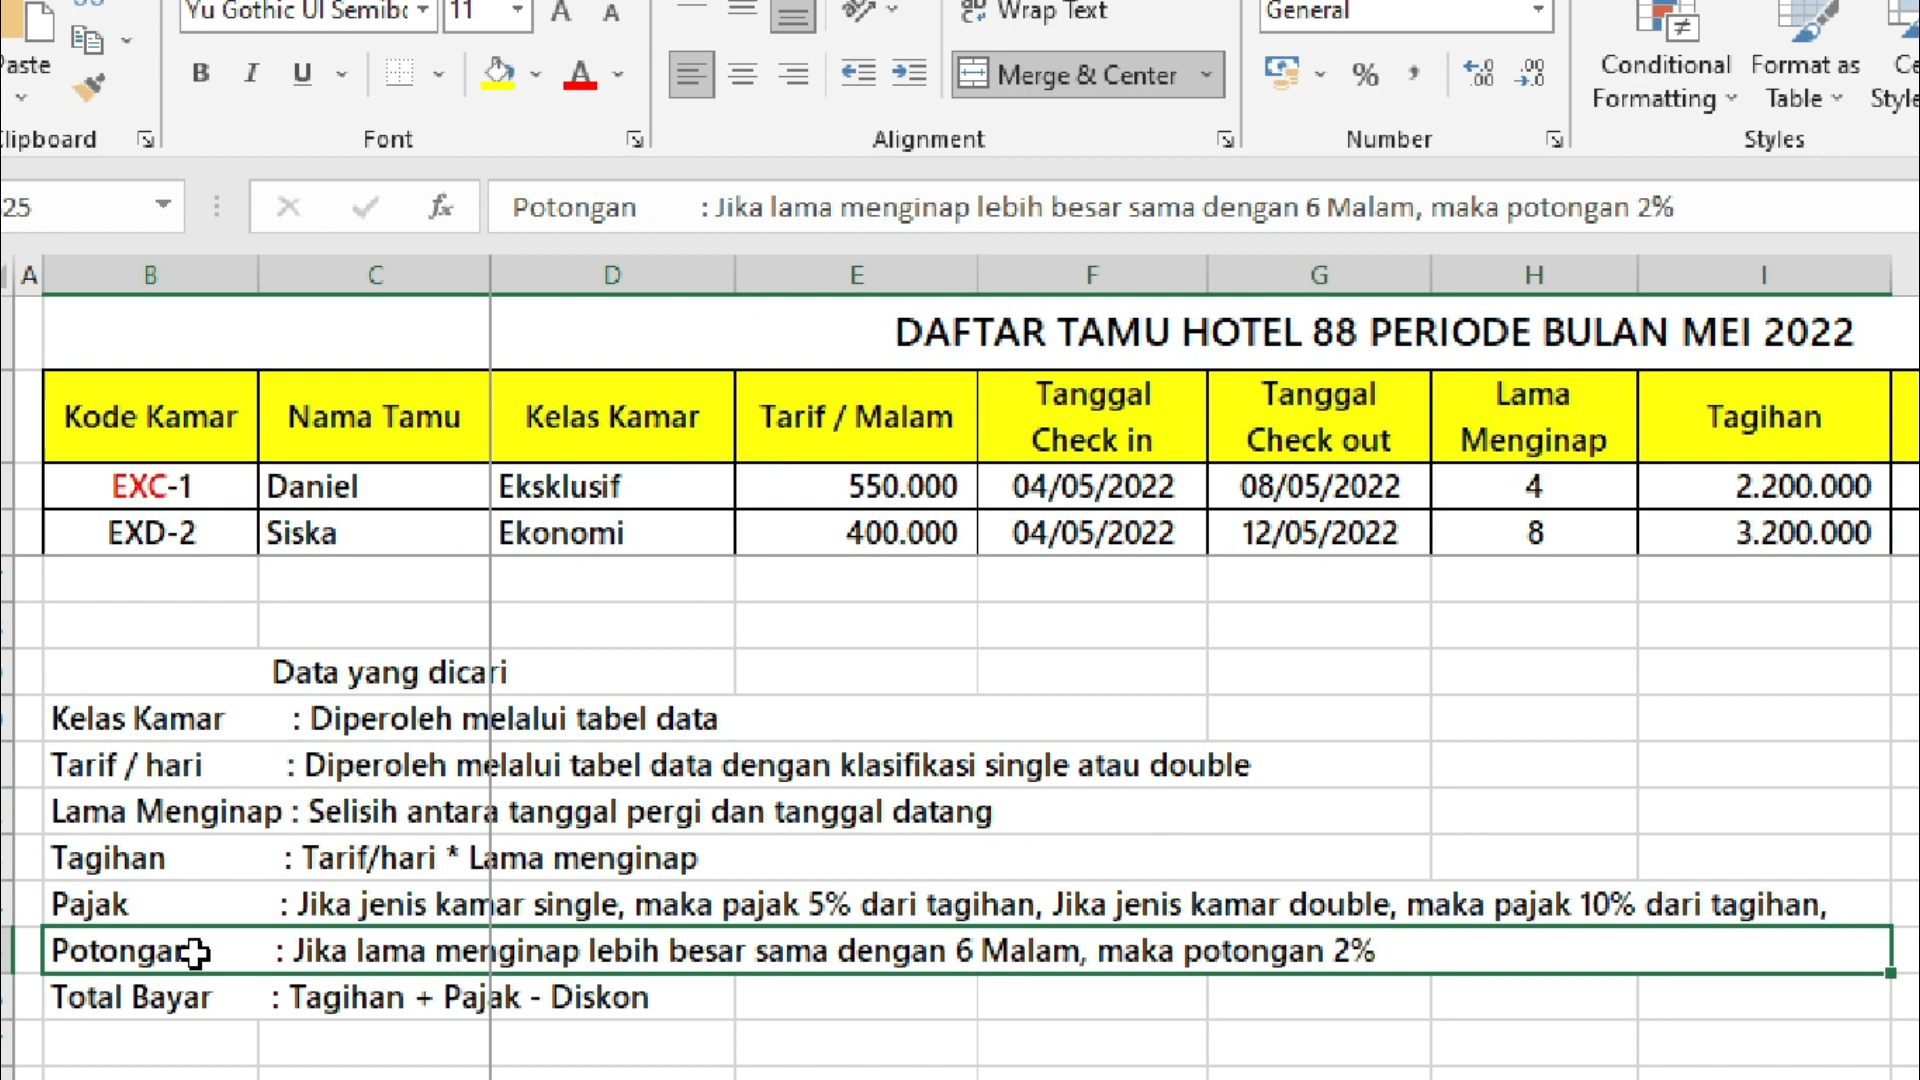 Yu Gothic UI Semib
11
A A
Wrap Text
General
B I U
A
Merge & Center
%
Conditional Formatting
Format as Table
Font
Alignment
Number
Styles
25
fx
Potongan : Jika lama menginap lebih besar sama dengan 6 Malam, maka potongan 2%
A B C D E F G H I
DAFTAR TAMU HOTEL 88 PERIODE BULAN MEI 2022
Kode Kamar Nama Tamu Kelas Kamar Tarif / Malam Tanggal Check in Tanggal Check out Lama Menginap Tagihan
EXC-1 Daniel Eksklusif 550.000 04/05/2022 08/05/2022 4 2.200.000
EXD-2 Siska Ekonomi 400.000 04/05/2022 12/05/2022 8 3.200.000
Data yang dicari
Kelas Kamar : Diperoleh melalui tabel data
Tarif / hari : Diperoleh melalui tabel data dengan klasifikasi single atau double
Lama Menginap : Selisih antara tanggal pergi dan tanggal datang
Tagihan : Tarif/hari * Lama menginap
Pajak : Jika jenis kamar single, maka pajak 5% dari tagihan, Jika jenis kamar double, maka pajak 10% dari tagihan,
Potongan : Jika lama menginap lebih besar sama dengan 6 Malam, maka potongan 2%
Total Bayar : Tagihan + Pajak - Diskon